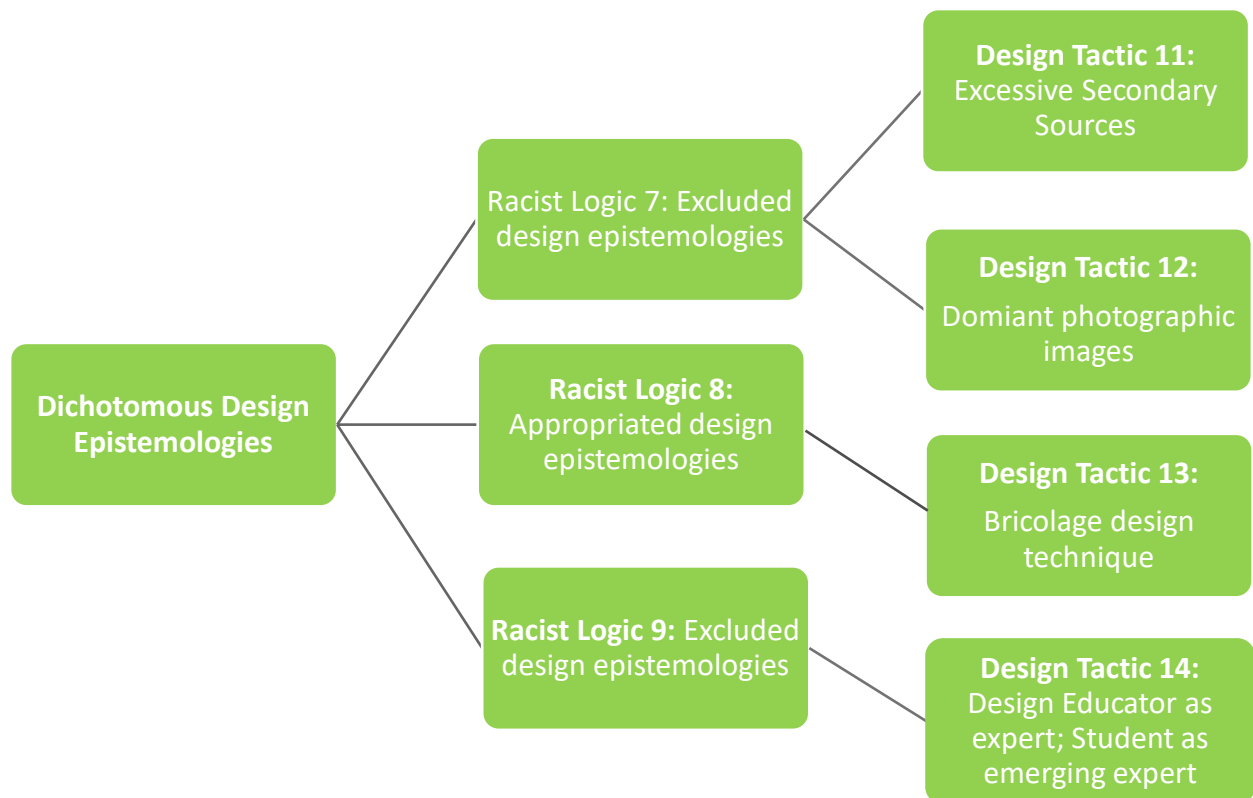 Dichotomous Design
Epistemologies
Racist Logic 7: Excluded
design epistemologies
Design Tactic 11:
Excessive Secondary
Sources
Design Tactic 12:
Domiant photographic
images
Racist Logic 8:
Appropriated design
epistemologies
Design Tactic 13:
Bricolage design
technique
Racist Logic 9: Excluded
design epistemologies
Design Tactic 14:
Design Educator as
expert; Student as
emerging expert